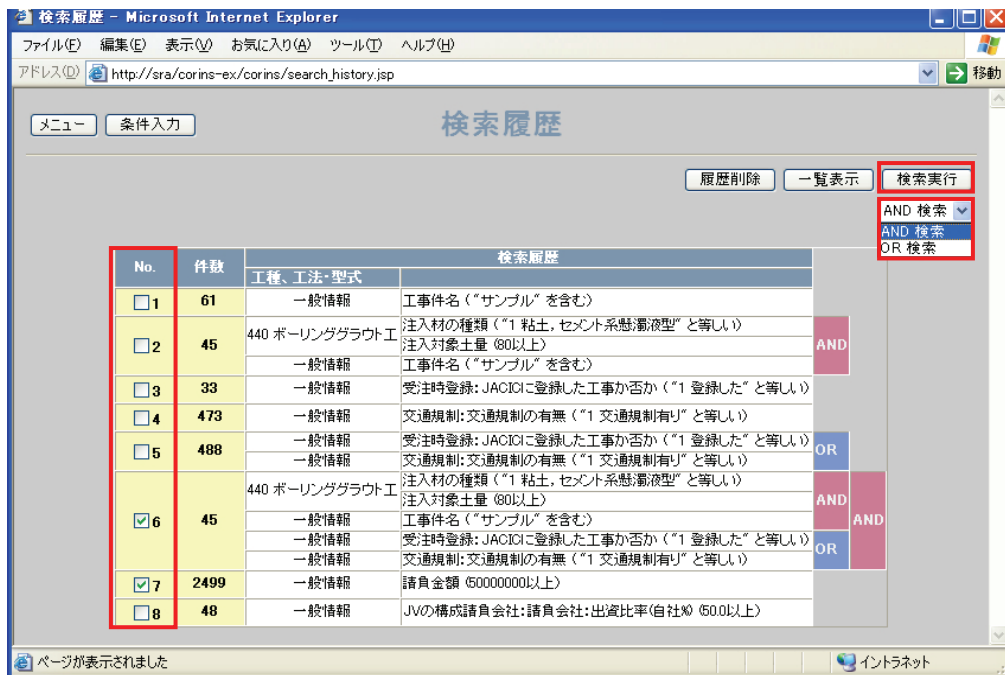 検索履歴 - Microsoft Internet Explorer
ファイル(F) 編集(E) 表示(V) お気に入り(A) ツール(T) ヘルプ(H)
アドレス(D) http://sra/corins-ex/corins/search_history.jsp 移動
メニュー 条件入力 検索履歴
履歴削除 一覧表示 検索実行
AND 検索
AND 検索
OR 検索
No. 件数 検索履歴
工種、工法・型式
1 61 一般情報 工事件名 ("サンプル" を含む)
2 45 440 ボーリンググラウト工 注入材の種類 ("1 粘土, セメント系懸濁液型" と等しい) AND
注入対象土量 (80以上)
一般情報 工事件名 ("サンプル" を含む)
3 33 一般情報 受注時登録: JACICに登録した工事か否か ("1 登録した" と等しい)
4 473 一般情報 交通規制:交通規制の有無 ("1 交通規制有り" と等しい)
5 488 一般情報 受注時登録: JACICに登録した工事か否か ("1 登録した" と等しい) OR
一般情報 交通規制:交通規制の有無 ("1 交通規制有り" と等しい)
6 45 440 ボーリンググラウト工 注入材の種類 ("1 粘土, セメント系懸濁液型" と等しい) AND AND
注入対象土量 (80以上)
一般情報 工事件名 ("サンプル" を含む)
一般情報 受注時登録: JACICに登録した工事か否か ("1 登録した" と等しい) OR
一般情報 交通規制:交通規制の有無 ("1 交通規制有り" と等しい)
7 2499 一般情報 請負金額 (50000000以上)
8 48 一般情報 JVの構成請負会社:請負会社:出資比率(自社%) (50.0以上)
ページが表示されました イントラネット